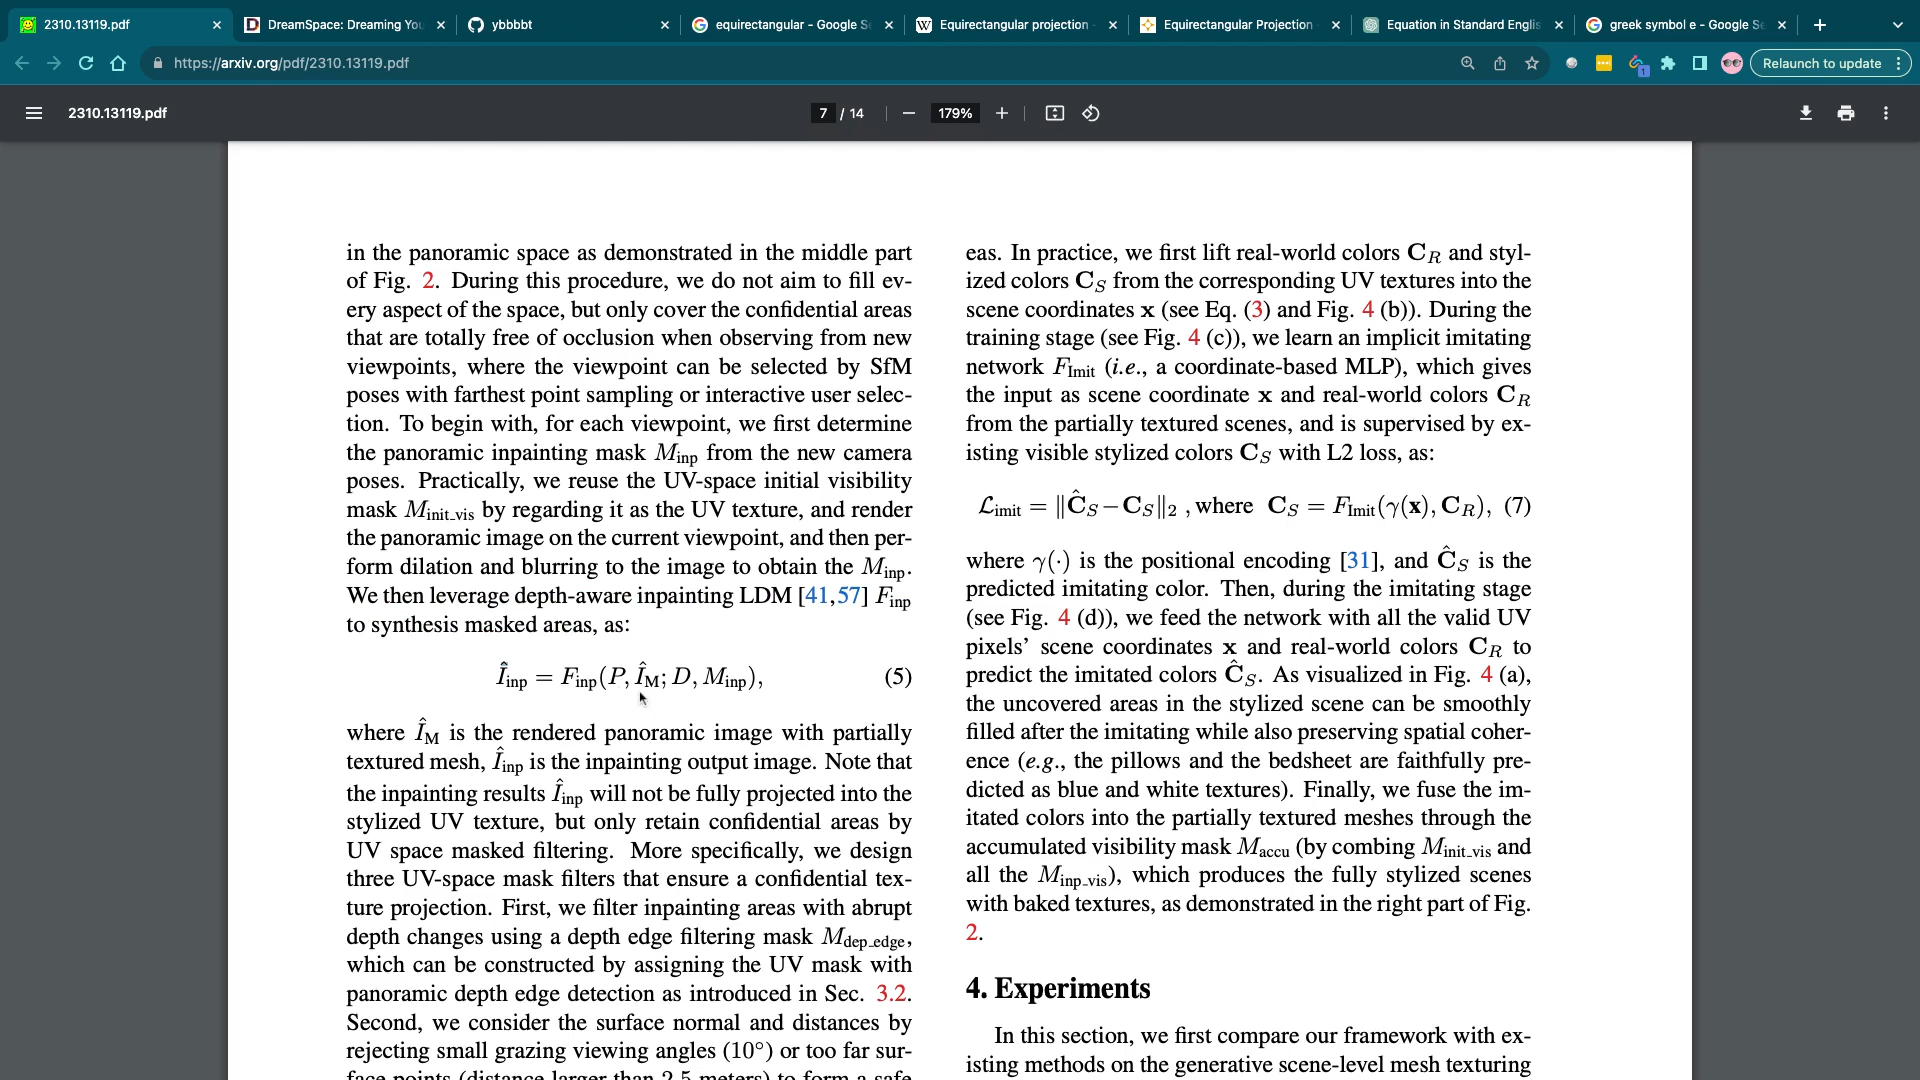 2310.13119.pdf
DreamSpace: Dreaming You
ybbbbt
equirectangular - Google Se
Equirectangular projection -
Equirectangular Projection
Equation in Standard Englis
greek symbol e - Google Se
https://arxiv.org/pdf/2310.13119.pdf
1
Relaunch to update
2310.13119.pdf
7 / 14
179%
in the panoramic space as demonstrated in the middle part
of Fig. 2. During this procedure, we do not aim to fill ev-
ery aspect of the space, but only cover the confidential areas
that are totally free of occlusion when observing from new
viewpoints, where the viewpoint can be selected by SfM
poses with farthest point sampling or interactive user selec-
tion. To begin with, for each viewpoint, we first determine
the panoramic inpainting mask M_inp from the new camera
poses. Practically, we reuse the UV-space initial visibility
mask M_init_vis by regarding it as the UV texture, and render
the panoramic image on the current viewpoint, and then per-
form dilation and blurring to the image to obtain the M_inp.
We then leverage depth-aware inpainting LDM [41,57] F_inp
to synthesis masked areas, as:
Î_inp = F_inp(P, Î_M; D, M_inp), (5)
where Î_M is the rendered panoramic image with partially
textured mesh, Î_inp is the inpainting output image. Note that
the inpainting results Î_inp will not be fully projected into the
stylized UV texture, but only retain confidential areas by
UV space masked filtering. More specifically, we design
three UV-space mask filters that ensure a confidential tex-
ture projection. First, we filter inpainting areas with abrupt
depth changes using a depth edge filtering mask M_dep_edge,
which can be constructed by assigning the UV mask with
panoramic depth edge detection as introduced in Sec. 3.2.
Second, we consider the surface normal and distances by
rejecting small grazing viewing angles (10°) or too far sur-
face points (distance larger than 2.5 meters) to form a safe
eas. In practice, we first lift real-world colors C_R and styl-
ized colors C_S from the corresponding UV textures into the
scene coordinates x (see Eq. (3) and Fig. 4 (b)). During the
training stage (see Fig. 4 (c)), we learn an implicit imitating
network F_Imit (i.e., a coordinate-based MLP), which gives
the input as scene coordinate x and real-world colors C_R
from the partially textured scenes, and is supervised by ex-
isting visible stylized colors C_S with L2 loss, as:
ℒ_imit = ‖Ĉ_S − C_S‖_2 , where C_S = F_Imit(γ(x), C_R), (7)
where γ(·) is the positional encoding [31], and Ĉ_S is the
predicted imitating color. Then, during the imitating stage
(see Fig. 4 (d)), we feed the network with all the valid UV
pixels’ scene coordinates x and real-world colors C_R to
predict the imitated colors Ĉ_S. As visualized in Fig. 4 (a),
the uncovered areas in the stylized scene can be smoothly
filled after the imitating while also preserving spatial coher-
ence (e.g., the pillows and the bedsheet are faithfully pre-
dicted as blue and white textures). Finally, we fuse the im-
itated colors into the partially textured meshes through the
accumulated visibility mask M_accu (by combing M_init_vis and
all the M_inp_vis), which produces the fully stylized scenes
with baked textures, as demonstrated in the right part of Fig.
2.
4. Experiments
In this section, we first compare our framework with ex-
isting methods on the generative scene-level mesh texturing